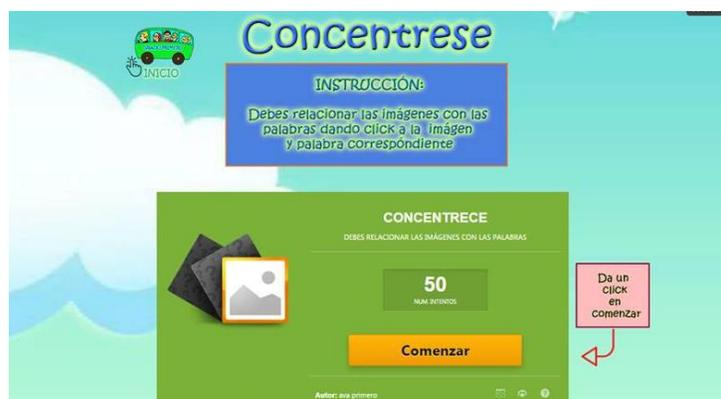 Concentrese
INICIO
INSTRUCCIÓN:
Debes relacionar las imágenes con las
palabras dando click a la imágen
y palabra correspóndiente
CONCENTRECE
DEBES RELACIONAR LAS IMÁGENES CON LAS PALABRAS
50
NUM. INTENTOS
Da un
click
en
comenzar
Comenzar
Autor: ava primero